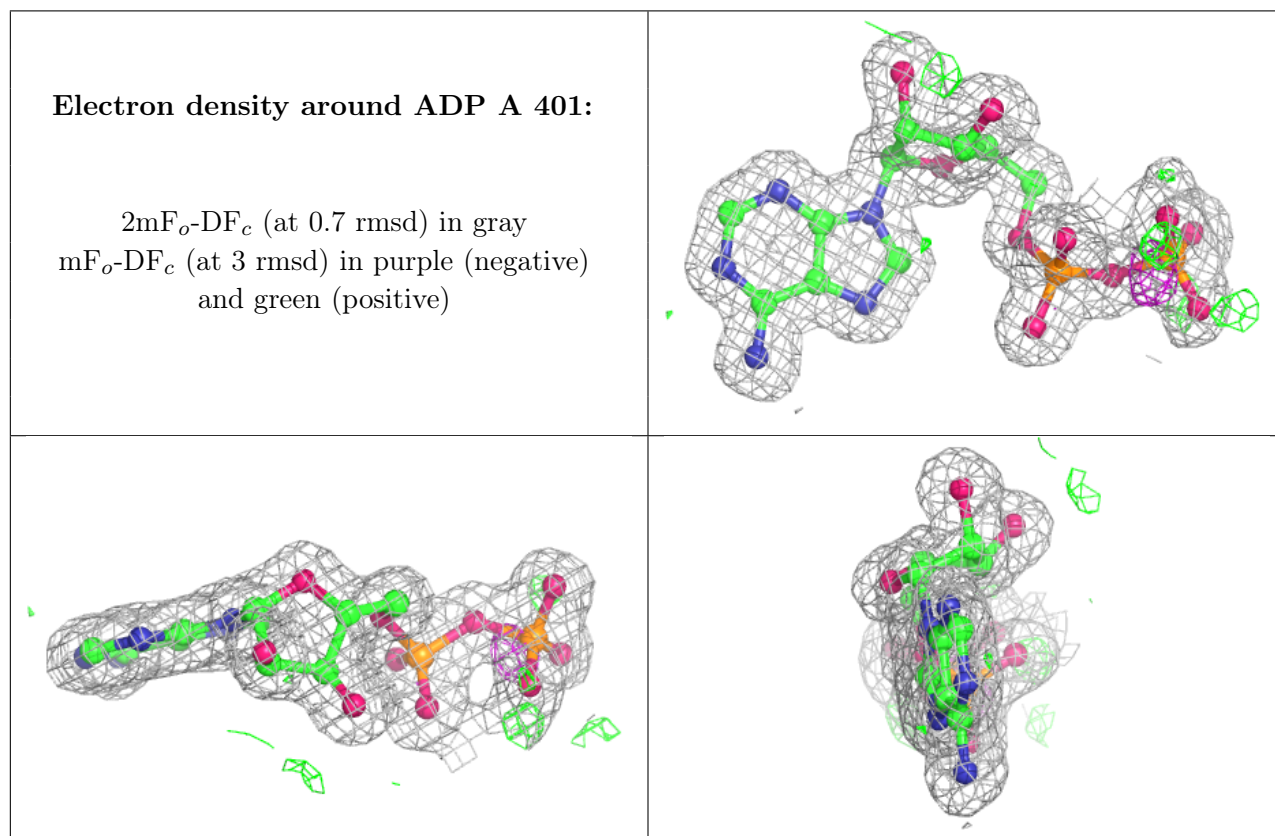 Electron density around ADP A 401:
2mFo-DFc (at 0.7 rmsd) in gray
mFo-DFc (at 3 rmsd) in purple (negative)
and green (positive)